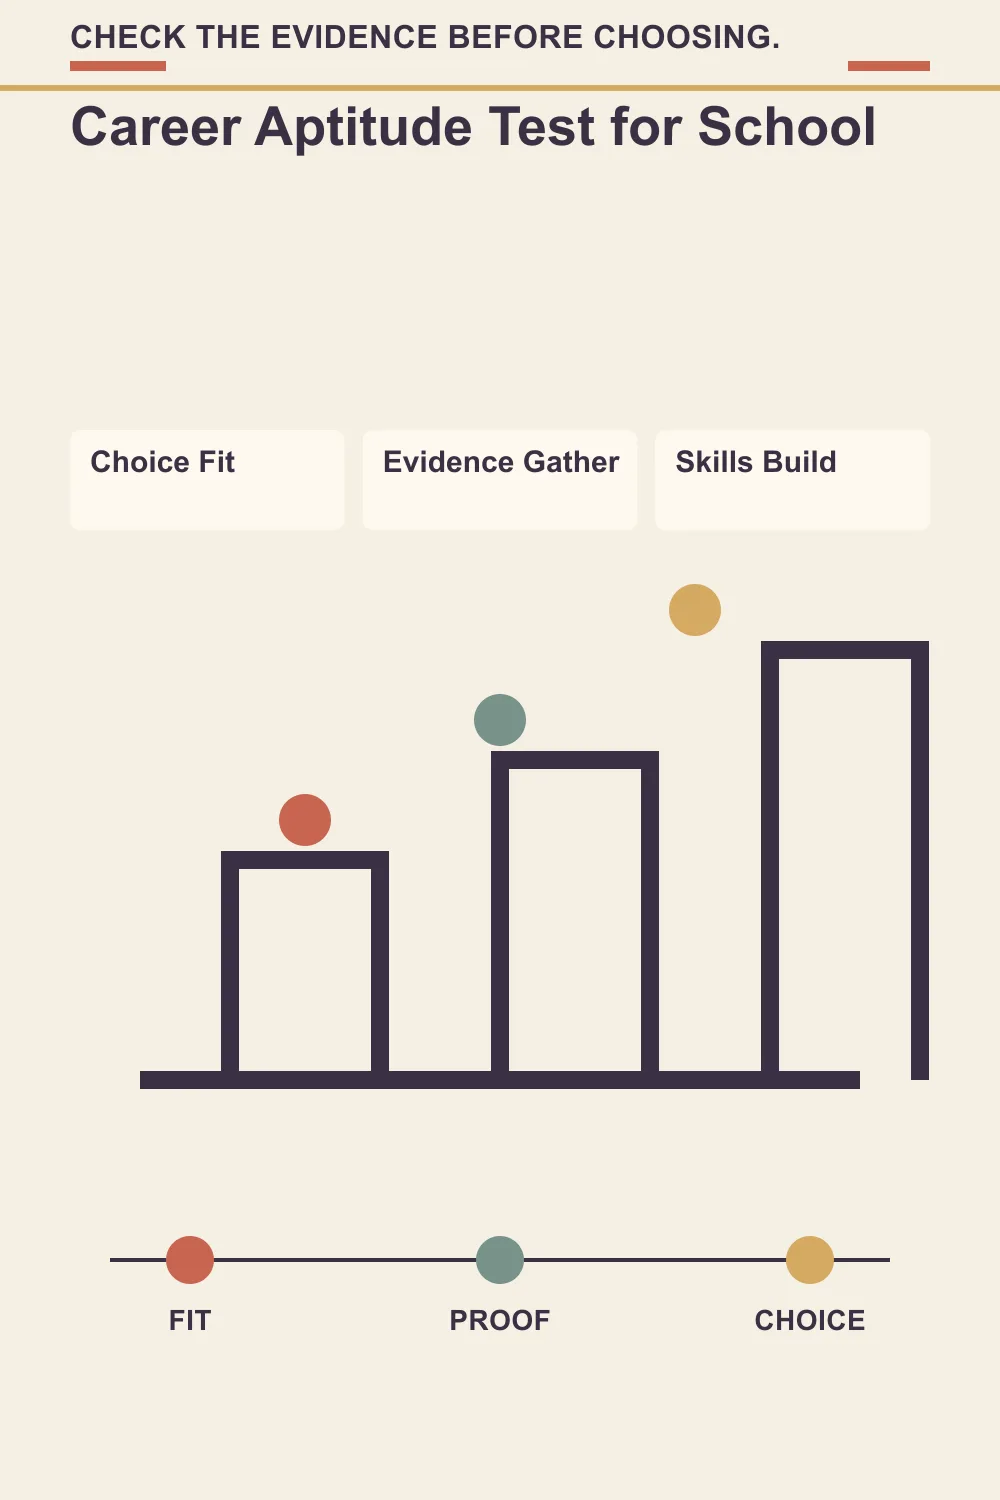 CHECK THE EVIDENCE BEFORE CHOOSING.
Career Aptitude Test for School
Choice Fit
Evidence Gather
Skills Build
FIT
PROOF
CHOICE